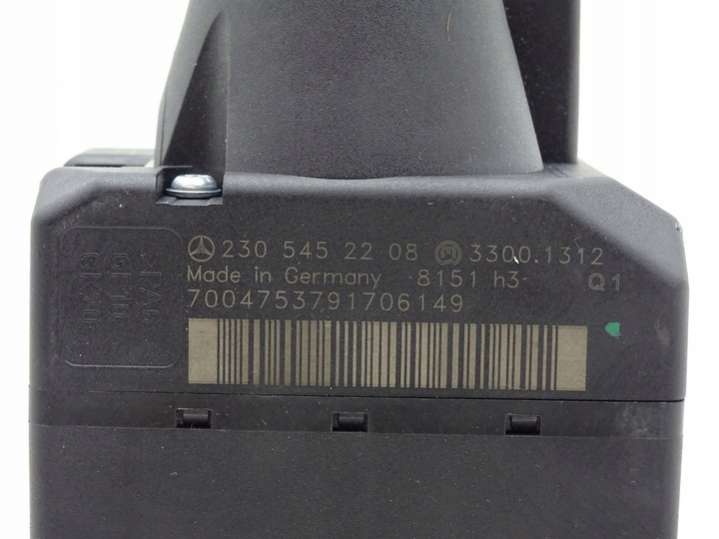 230 545 22 08 3300.1312
Made in Germany -8151 h3- Q1
7004753791706149